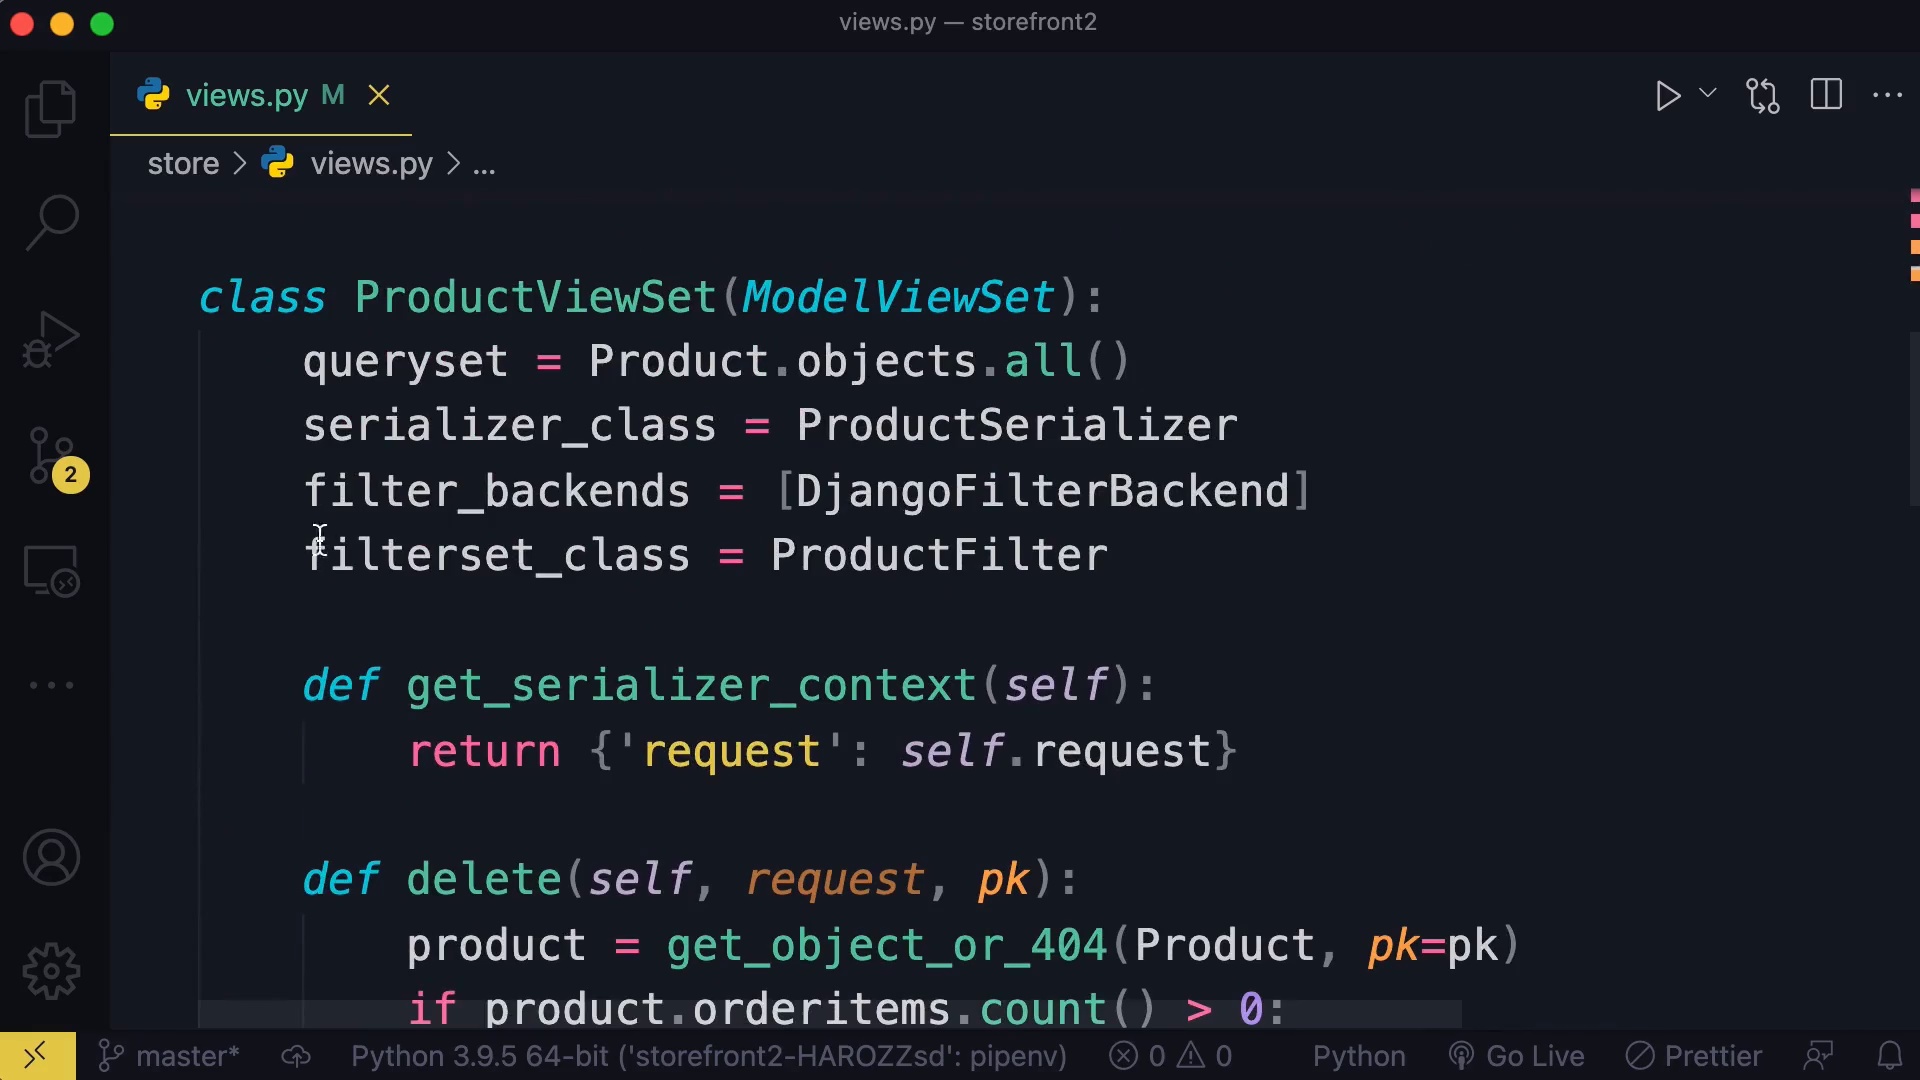 views.py — storefront2
views.py M
store > views.py > ...
class ProductViewSet(ModelViewSet):
queryset = Product.objects.all()
serializer_class = ProductSerializer
filter_backends = [DjangoFilterBackend]
filterset_class = ProductFilter
def get_serializer_context(self):
return {'request': self.request}
def delete(self, request, pk):
product = get_object_or_404(Product, pk=pk)
if product.orderitems.count() > 0:
2
master* Python 3.9.5 64-bit ('storefront2-HAROZZsd': pipenv) 0 0 Python Go Live Prettier